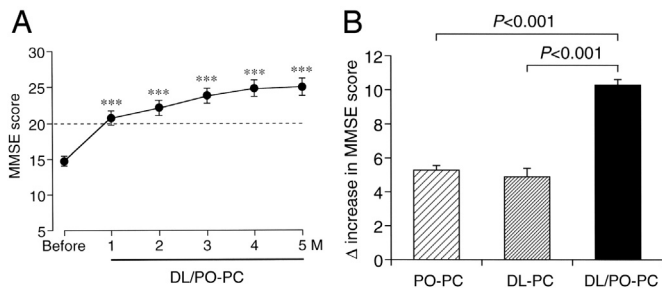 A
MMSE score
30
25
20
15
10
5
***
***
***
***
***
Before 1 2 3 4 5 M
DL/PO-PC
B
P<0.001
P<0.001
Δ increase in MMSE score
12
10
8
6
4
2
0
PO-PC DL-PC DL/PO-PC